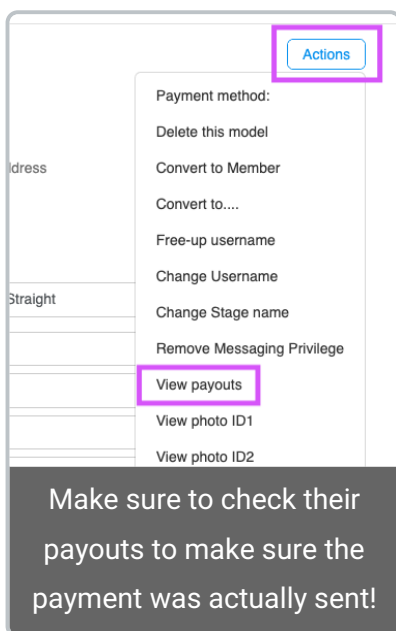 Actions
Payment method:
Delete this model
ldress
Convert to Member
Convert to....
Free-up username
Change Username
Straight
Change Stage name
Remove Messaging Privilege
View payouts
View photo ID1
View photo ID2
Make sure to check their
payouts to make sure the
payment was actually sent!